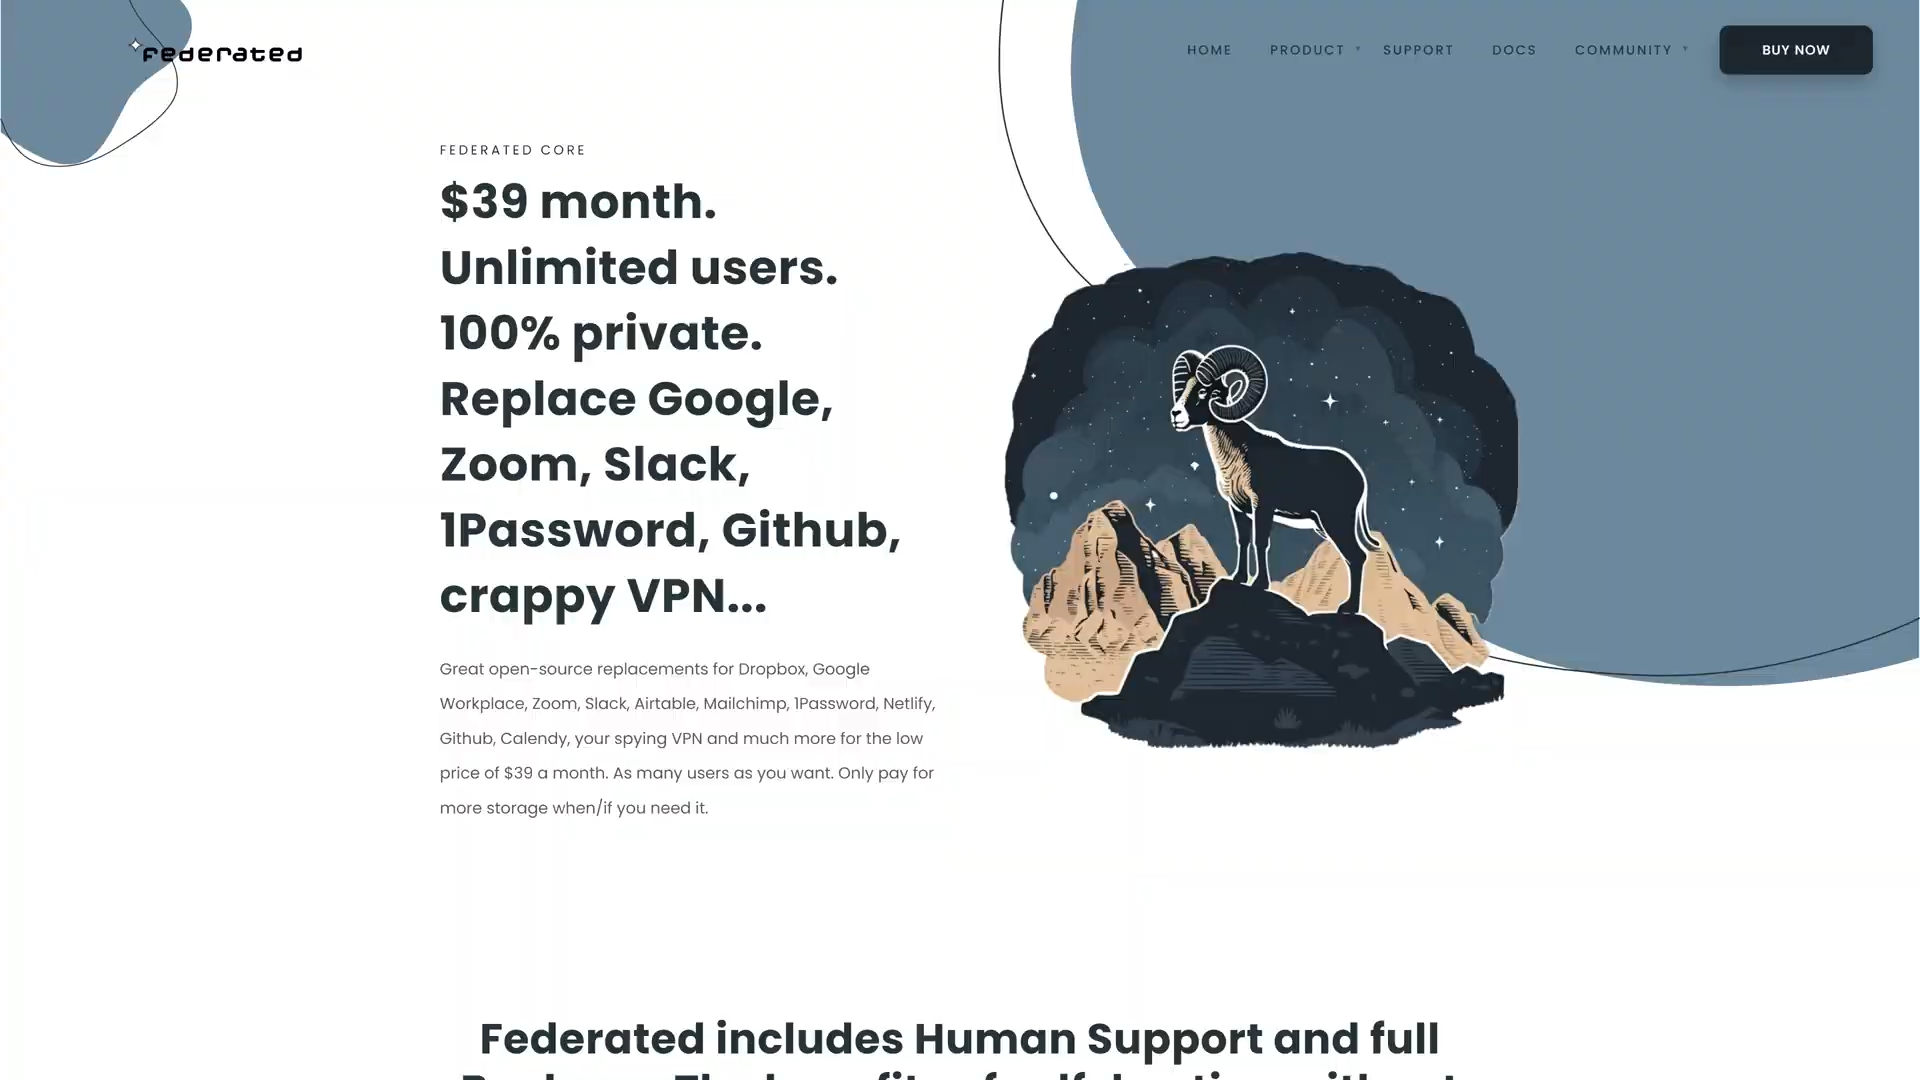 federated
HOME PRODUCT SUPPORT DOCS COMMUNITY BUY NOW
FEDERATED CORE
$39 month.
Unlimited users.
100% private.
Replace Google,
Zoom, Slack,
1Password, Github,
crappy VPN...
Great open-source replacements for Dropbox, Google
Workplace, Zoom, Slack, Airtable, Mailchimp, 1Password, Netlify,
Github, Calendy, your spying VPN and much more for the low
price of $39 a month. As many users as you want. Only pay for
more storage when/if you need it.
Federated includes Human Support and full